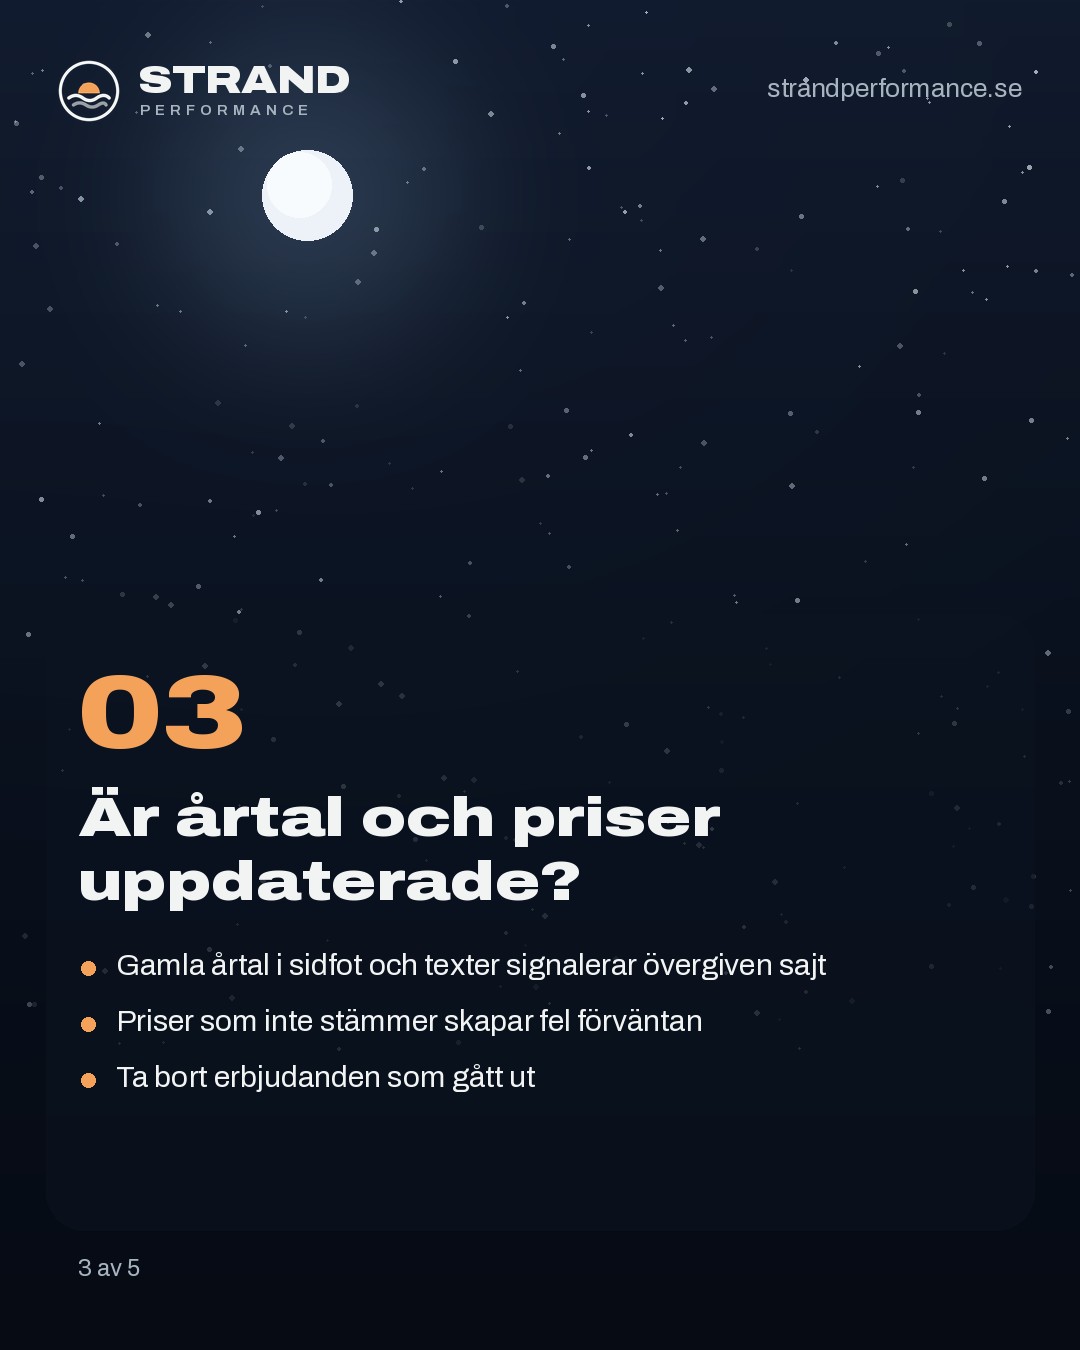 STRAND
PERFORMANCE
strandperformance.se
03
Är årtal och priser
uppdaterade?
Gamla årtal i sidfot och texter signalerar övergiven sajt
Priser som inte stämmer skapar fel förväntan
Ta bort erbjudanden som gått ut
3 av 5